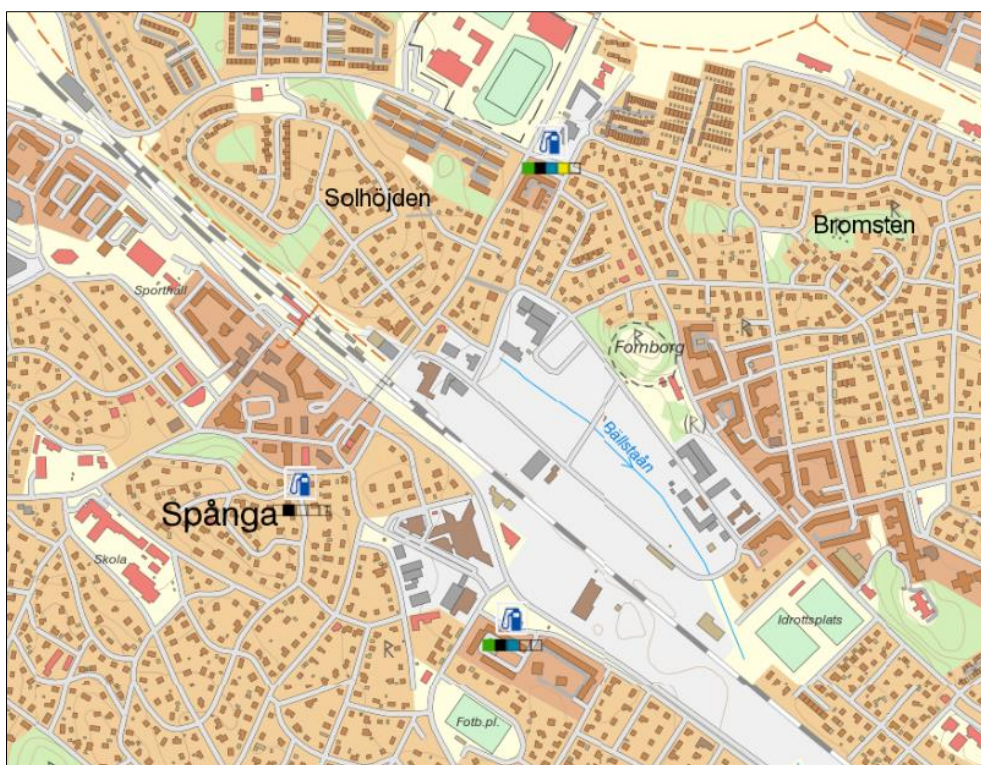 Solhöjden
Bromsten
Sporthall
Fornborg
R
R
R
(R)
Bällstaån
Spånga
Skola
Idrottsplats
R
Fotb.pl.